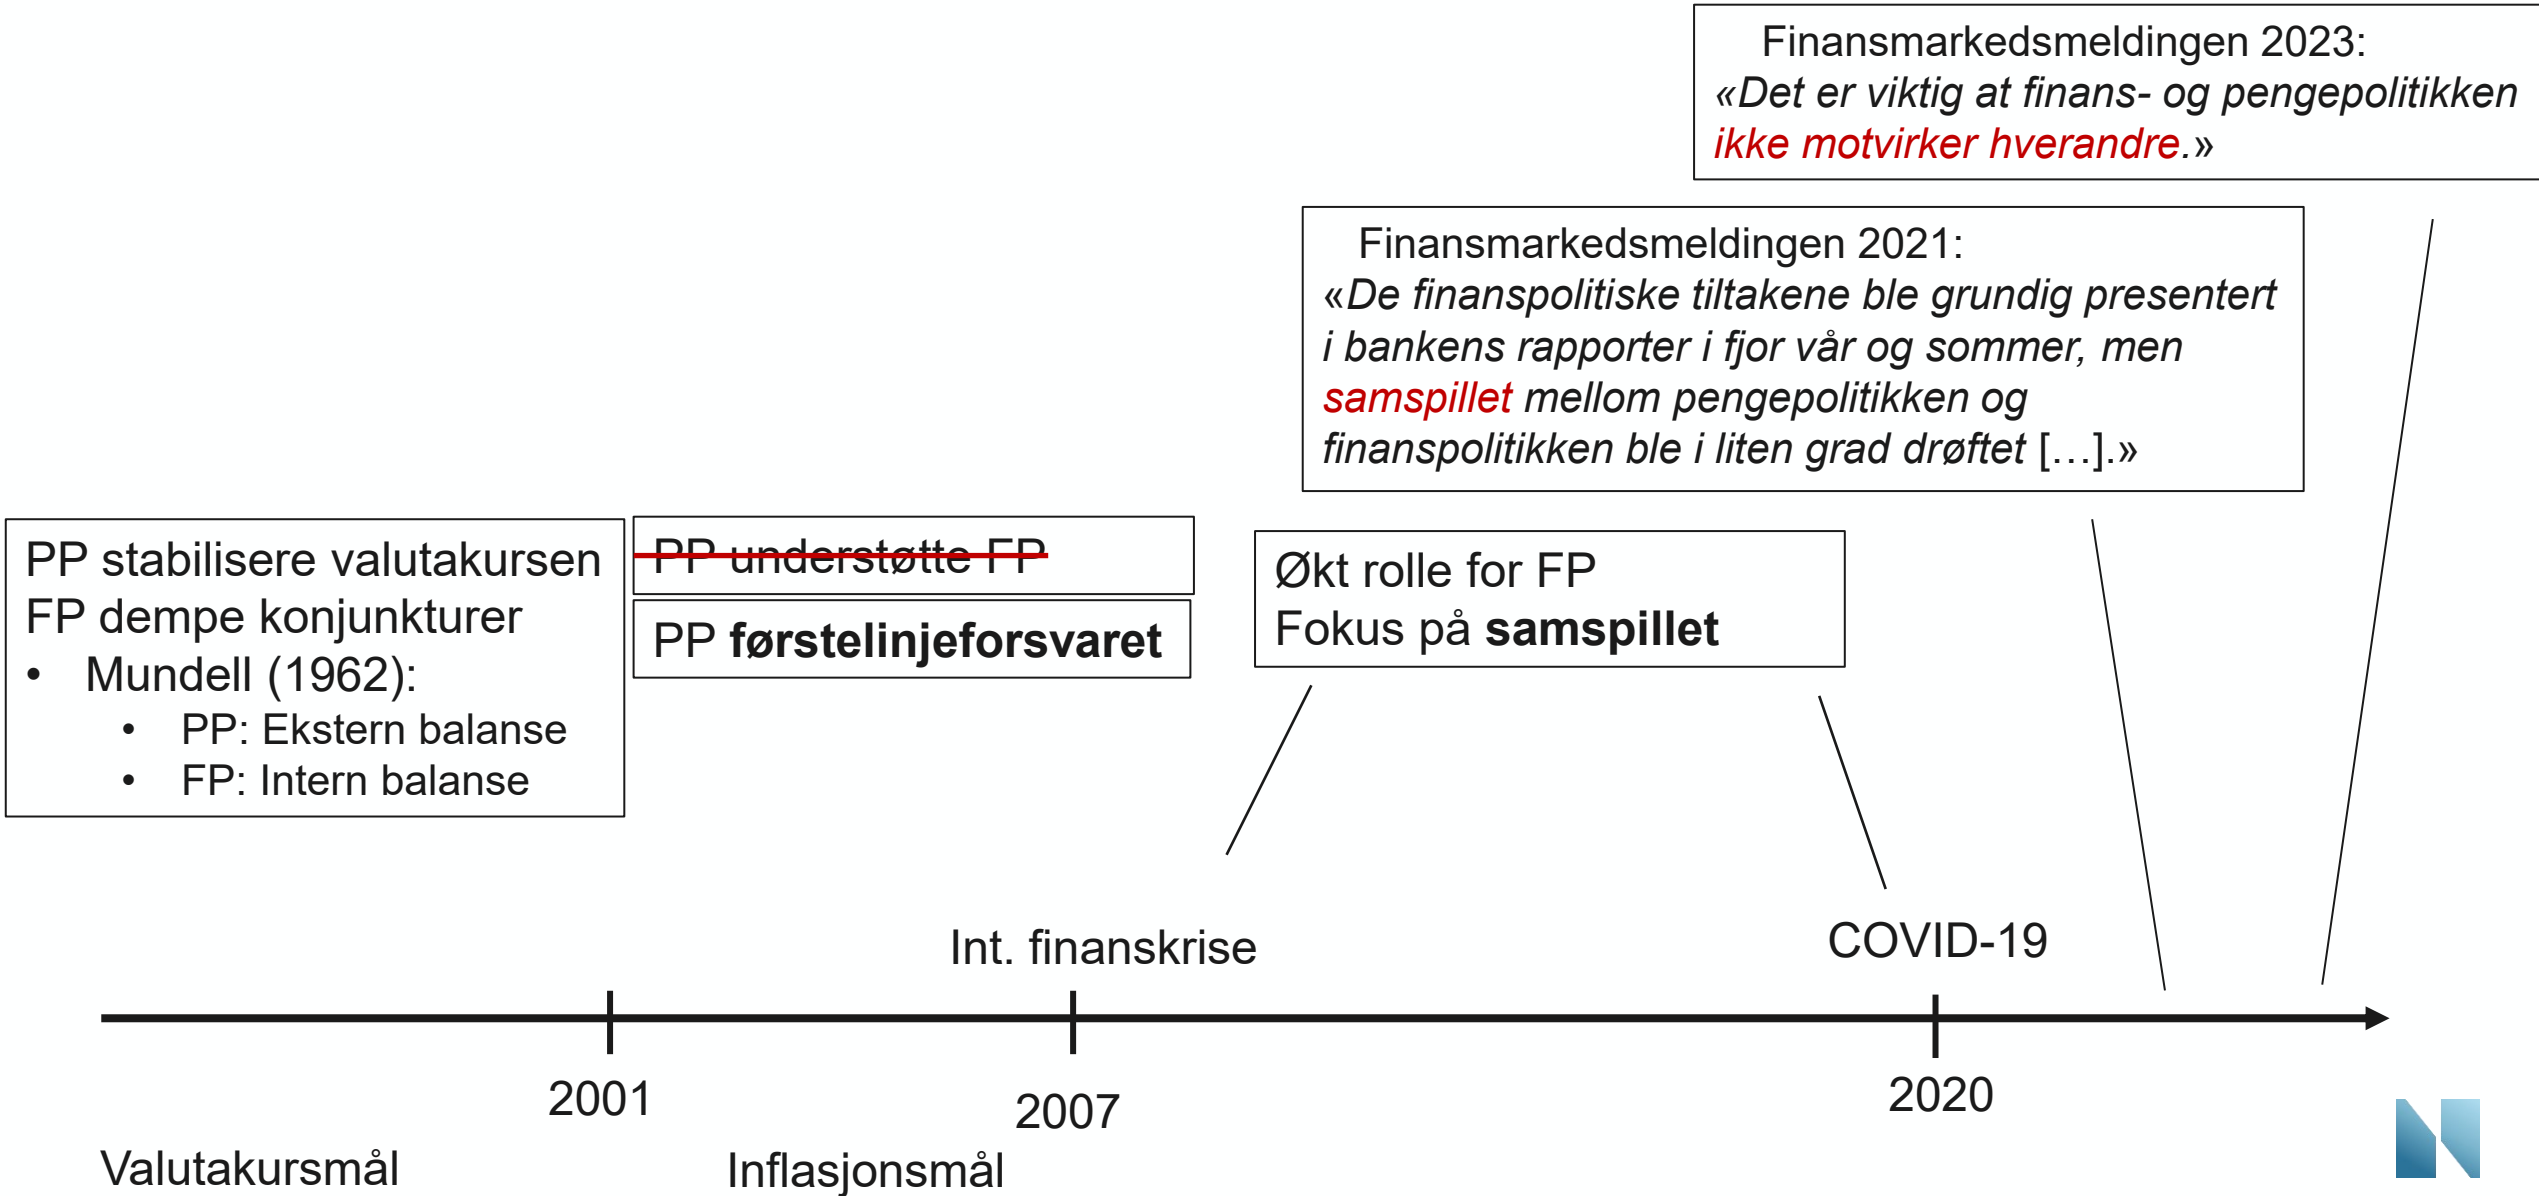 Finansmarkedsmeldingen 2023:
«Det er viktig at finans- og pengepolitikken
ikke motvirker hverandre.»
Finansmarkedsmeldingen 2021:
«De finanspolitiske tiltakene ble grundig presentert
i bankens rapporter i fjor vår og sommer, men
samspillet mellom pengepolitikken og
finanspolitikken ble i liten grad drøftet […].»
PP stabilisere valutakursen
FP dempe konjunkturer
• Mundell (1962):
• PP: Ekstern balanse
• FP: Intern balanse
PP understøtte FP
PP førstelinjeforsvaret
Økt rolle for FP
Fokus på samspillet
Int. finanskrise
COVID-19
2001
2007
2020
Valutakursmål
Inflasjonsmål